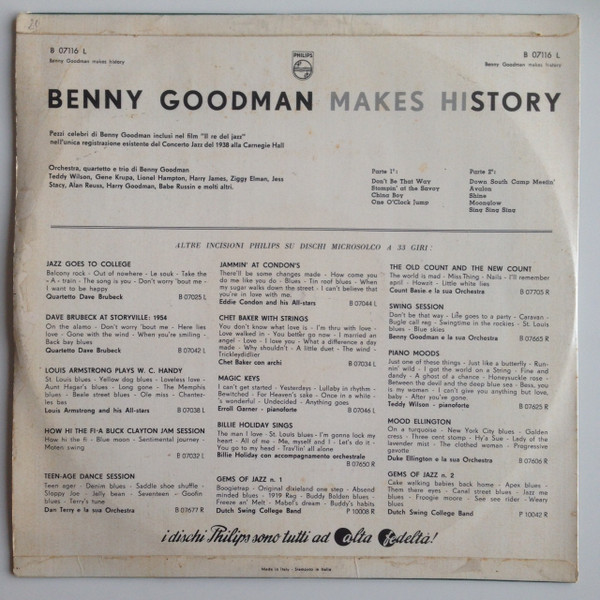 21
B 07116 L
Benny Goodman makes history
PHILIPS
B 07116 L
Benny Goodman makes history
BENNY GOODMAN MAKES HISTORY
Pezzi celebri di Benny Goodman inclusi nel film "Il re del jazz"
nell'unica registrazione esistente del Concerto Jazz del 1938 alla Carnegie Hall
Orchestra, quartetto e trio di Benny Goodman
Teddy Wilson, Gene Krupa, Lionel Hampton, Harry James, Ziggy Elman, Jess
Stacy, Alan Reuss, Harry Goodman, Babe Russin e molti altri.
Parte 1ª:
Don't Be That Way
Stompin' at the Savoy
China Boy
One O'Clock Jump
Parte 2ª:
Down South Camp Meetin'
Avalon
Shine
Moonglow
Sing Sing Sing
ALTRE INCISIONI PHILIPS SU DISCHI MICROSOLCO A 33 GIRI:
JAZZ GOES TO COLLEGE
Balcony rock - Out of nowhere - Le souk - Take the
« A » train - The song is you - Don't worry 'bout me -
I want to be happy
Quartetto Dave Brubeck B 07025 L
DAVE BRUBECK AT STORYVILLE: 1954
On the alamo - Don't worry 'bout me - Here lies
love - Gone with the wind - When you're smiling -
Back bay blues
Quartetto Dave Brubeck B 07042 L
LOUIS ARMSTRONG PLAYS W. C. HANDY
St. Louis blues - Yellow dog blues - Loveless love -
Aunt Hagar's blues - Long gone - The Memphis
blues - Beale street blues - Ole miss - Chantez-
les bas
Louis Armstrong and his All-stars B 07038 L
HOW HI THE FI-A BUCK CLAYTON JAM SESSION
How hi the fi - Blue moon - Sentimental journey -
Moten swing
B 07032 L
TEEN-AGE DANCE SESSION
Teen ager - Denim blues - Saddle shoe shuffle -
Sloppy Joe - Jelly bean - Seventeen - Goofin
blues - Terry's tune
Dan Terry e la sua Orchestra B 07677 R
JAMMIN' AT CONDON'S
There'll be some changes made - How come you
do me like you do - Blues - Tin roof blues - When
my sugar walks down the street - I can't believe that
you're in love with me.
Eddie Condon and his All-stars B 07044 L
CHET BAKER WITH STRINGS
You don't know what love is - I'm thru with love -
Love walked in - You better go now - I married an
angel - Love - I love you - What a difference a day
made - Why shouldn't - A little duet - The wind -
Trickleydidlier
Chet Baker con archi B 07034 L
MAGIC KEYS
I can't get started - Yesterdays - Lullaby in rhythm
- Bewitched - For Heaven's sake - Once in a while -
's wonderful - Undecided - Anything goes
Erroll Garner - pianoforte B 07046 L
BILLIE HOLIDAY SINGS
The man I love - St. Louis blues - I'm gonna lock my
heart - All of me - Me, myself and I - Let's do it -
You go to my head - Trav'lin' all alone
Billie Holiday con accompagnamento orchestrale
B 07650 R
GEMS OF JAZZ n. 1
Boogietrap - Original dixieland one step - Absend
minded blues - 1919 Rag - Buddy Bolden blues -
Freeze an' Melt - Mabel's dream - Buddy's habits
Dutch Swing College Band P 10008 R
THE OLD COUNT AND THE NEW COUNT
The world is mad - Miss Thing - Nails - I'll remember
april - Howzit - Little white lies
Count Basie e la sua Orchestra B 07705 R
SWING SESSION
Don't be that way - Life goes to a party - Caravan -
Bugle call reg - Swingtime in the rockies - St. Louis
blues - Blue skies
Benny Goodman e la sua Orchestra B 07665 R
PIANO MOODS
Just one of those things - Just like a butterfly - Run-
nin' wild - I got the world on a String - Fine and
dandy - A ghost of a chance - Honeysuckle rose -
Between the devil and the deep blue sea - Bess, you
is my woman - I can't give you anything but love,
baby - After you're gone.
Teddy Wilson - pianoforte B 07625 R
MOOD ELLINGTON
On a turquoise - New York City blues - Golden
cress - Three cent stomp - Hy'a Sue - Lady of the
lavender mist - The clothed woman - Progressive
gavotte
Duke Ellington e la sua Orchestra B 07606 R
GEMS OF JAZZ n. 2
Cake walking babies back home - Apex blues -
Them there eyes - Canal street blues - Jazz me
blues - Froogie moore - See see rider - Weary
blues
Dutch Swing College Band P 10042 R
i dischi Philips sono tutti ad Alta Fedeltà!
Made in Italy - Stampato in Italia